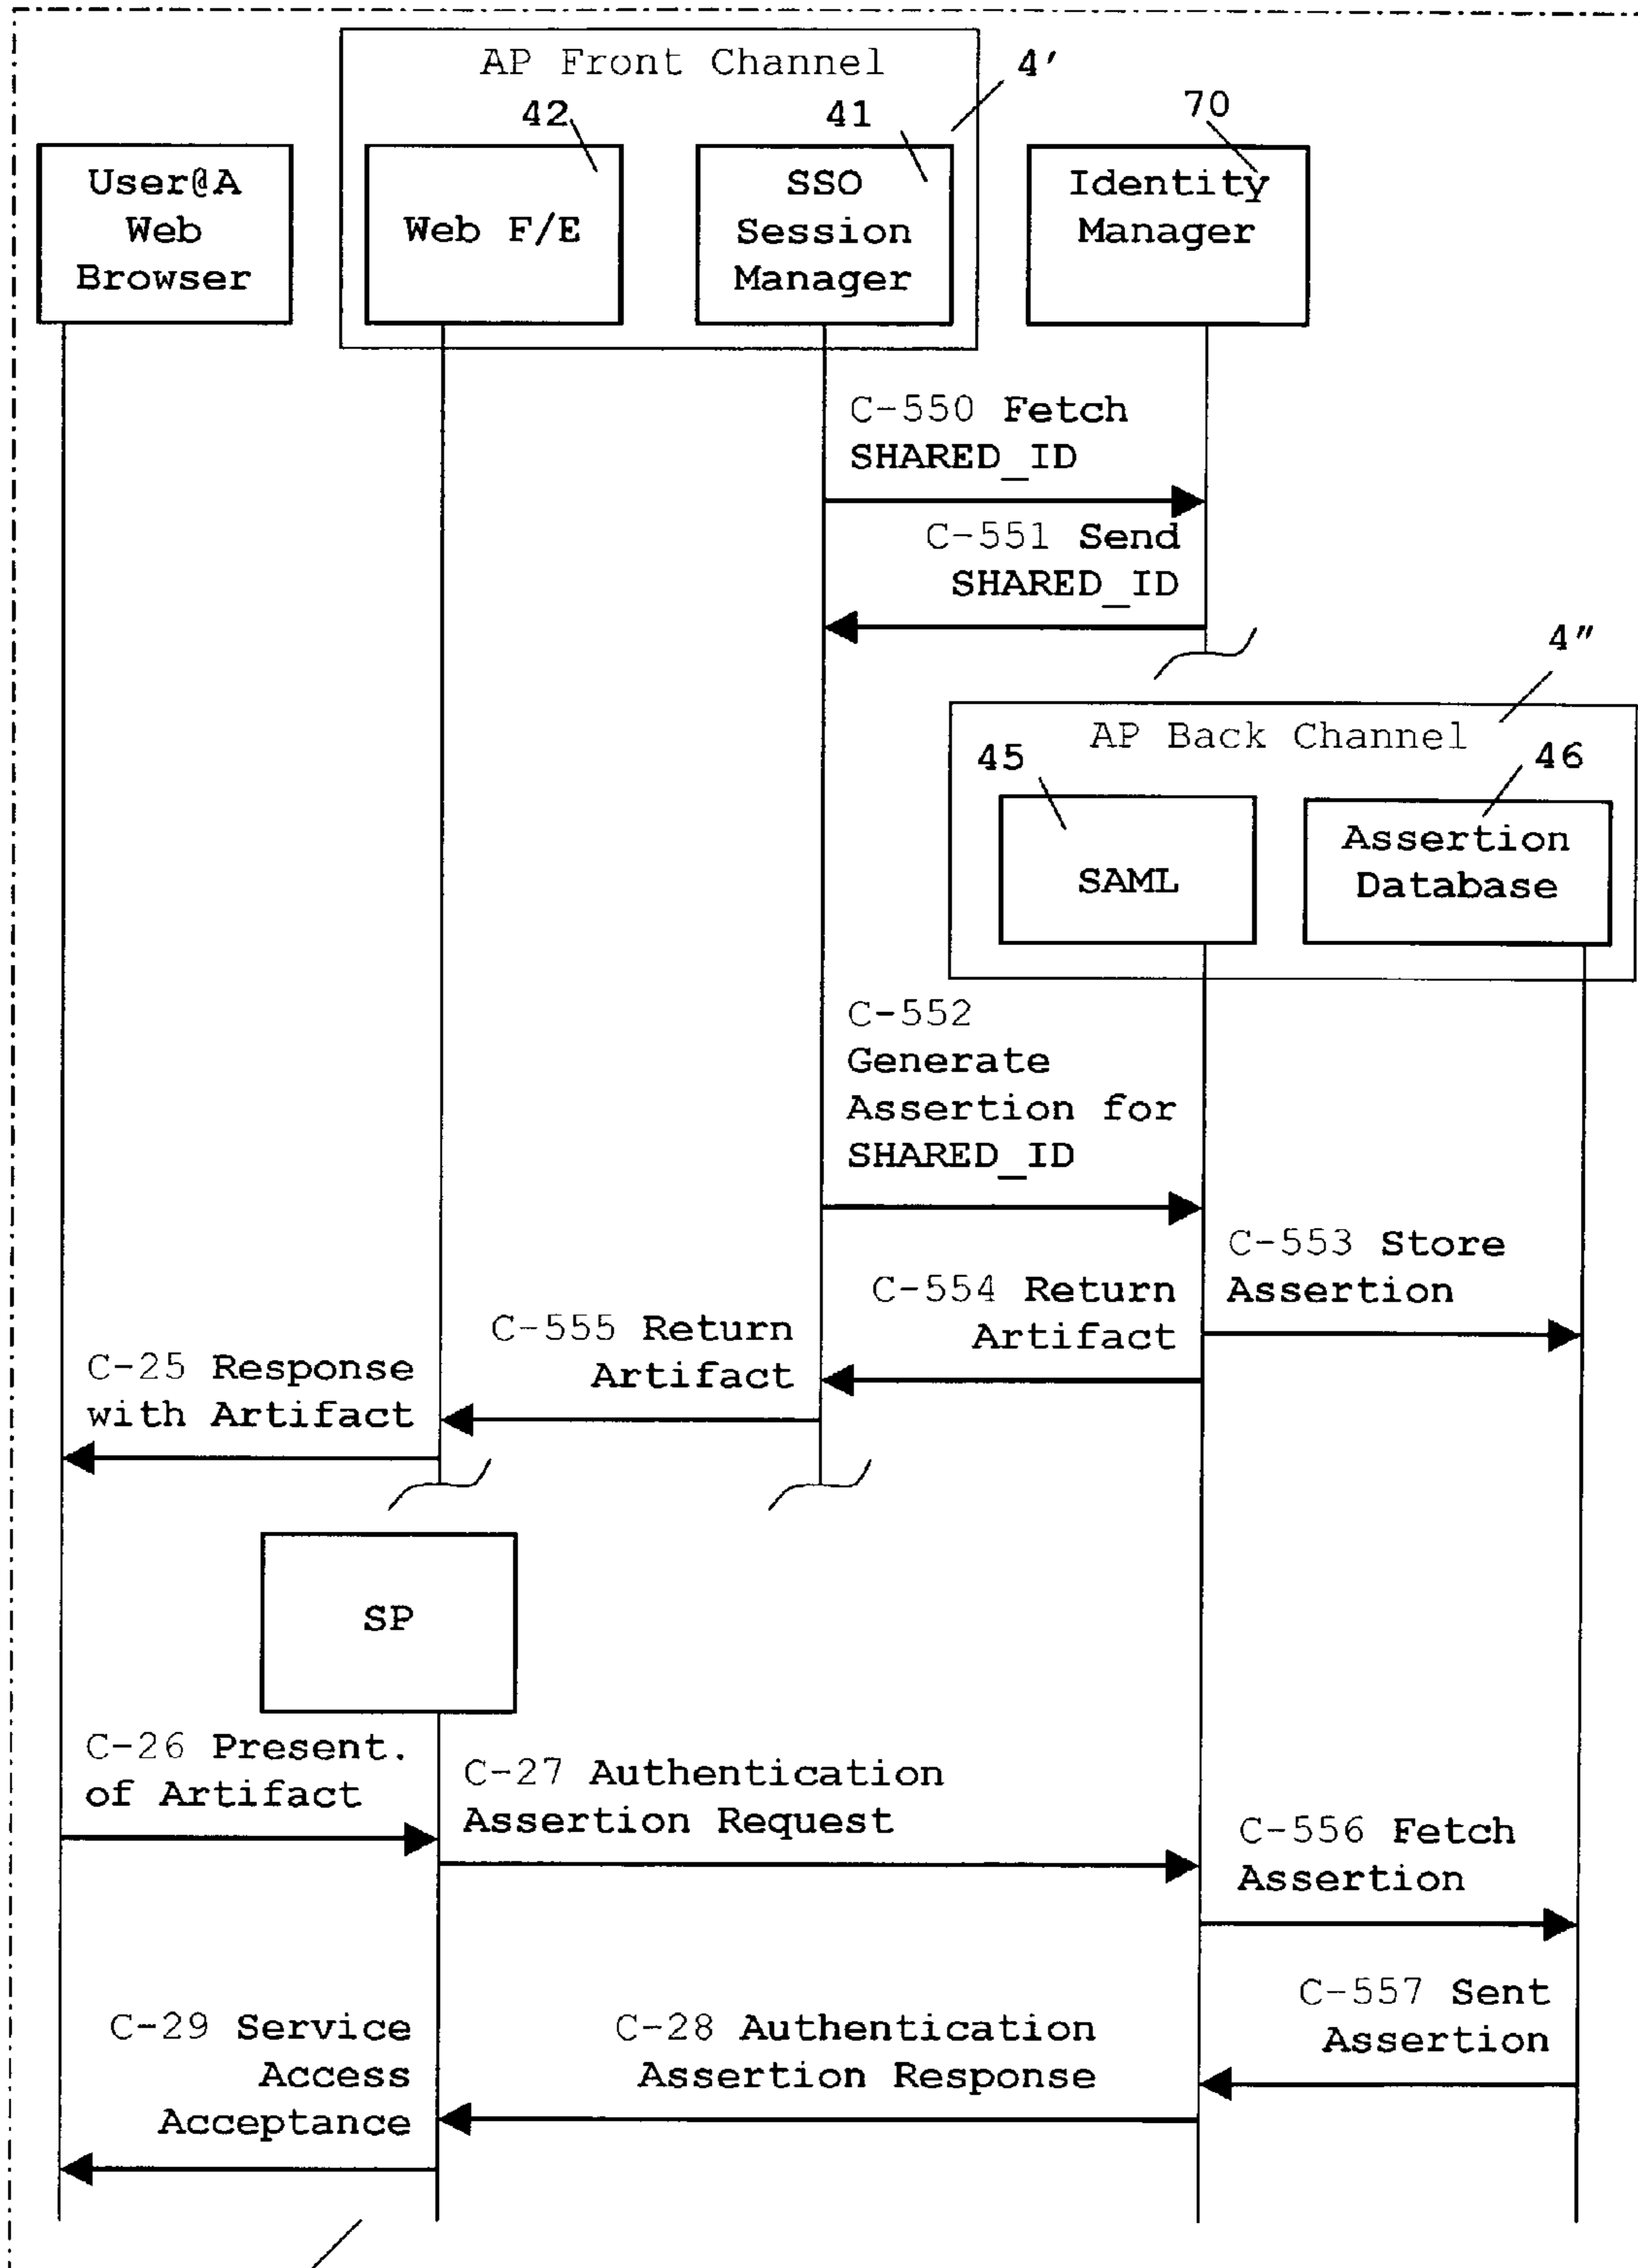 AP Front Channel
4'
42
41
70
User@A
Web
Browser
Web F/E
SSO
Session
Manager
Identity
Manager
C-550 Fetch
SHARED_ID
C-551 Send
SHARED_ID
4"
AP Back Channel
45
46
SAML
Assertion
Database
C-552
Generate
Assertion for
SHARED_ID
C-553 Store
Assertion
C-554 Return
Artifact
C-555 Return
Artifact
C-25 Response
with Artifact
SP
C-26 Present.
of Artifact
C-27 Authentication
Assertion Request
C-556 Fetch
Assertion
C-557 Sent
Assertion
C-28 Authentication
Assertion Response
C-29 Service
Access
Acceptance